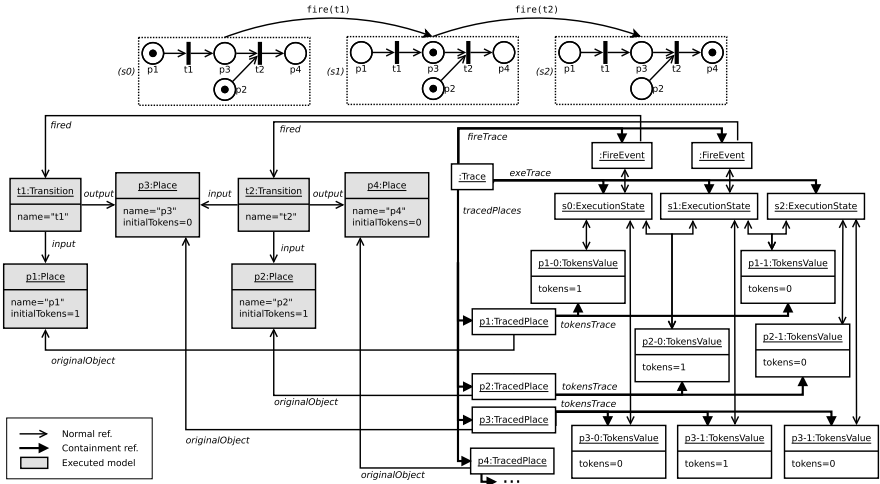 fire(t1)
fire(t2)
(s0)
p1
t1
p3
t2
p4
p2
(s1)
p1
t1
p3
t2
p4
p2
(s2)
p1
t1
p3
t2
p4
p2
fired
fired
fireTrace
:FireEvent
:FireEvent
:Trace
exeTrace
t1:Transition
name="t1"
output
p3:Place
name="p3"
initialTokens=0
input
t2:Transition
name="t2"
output
p4:Place
name="p4"
initialTokens=0
tracedPlaces
s0:ExecutionState
s1:ExecutionState
s2:ExecutionState
input
input
p1:Place
name="p1"
initialTokens=1
p2:Place
name="p2"
initialTokens=1
p1-0:TokensValue
tokens=1
p1-1:TokensValue
tokens=0
p1:TracedPlace
tokensTrace
p2-0:TokensValue
tokens=1
p2-1:TokensValue
tokens=0
originalObject
p2:TracedPlace
tokensTrace
originalObject
tokensTrace
p3:TracedPlace
originalObject
p3-0:TokensValue
tokens=0
p3-1:TokensValue
tokens=1
p3-1:TokensValue
tokens=0
p4:TracedPlace
originalObject
...
Normal ref.
Containment ref.
Executed model